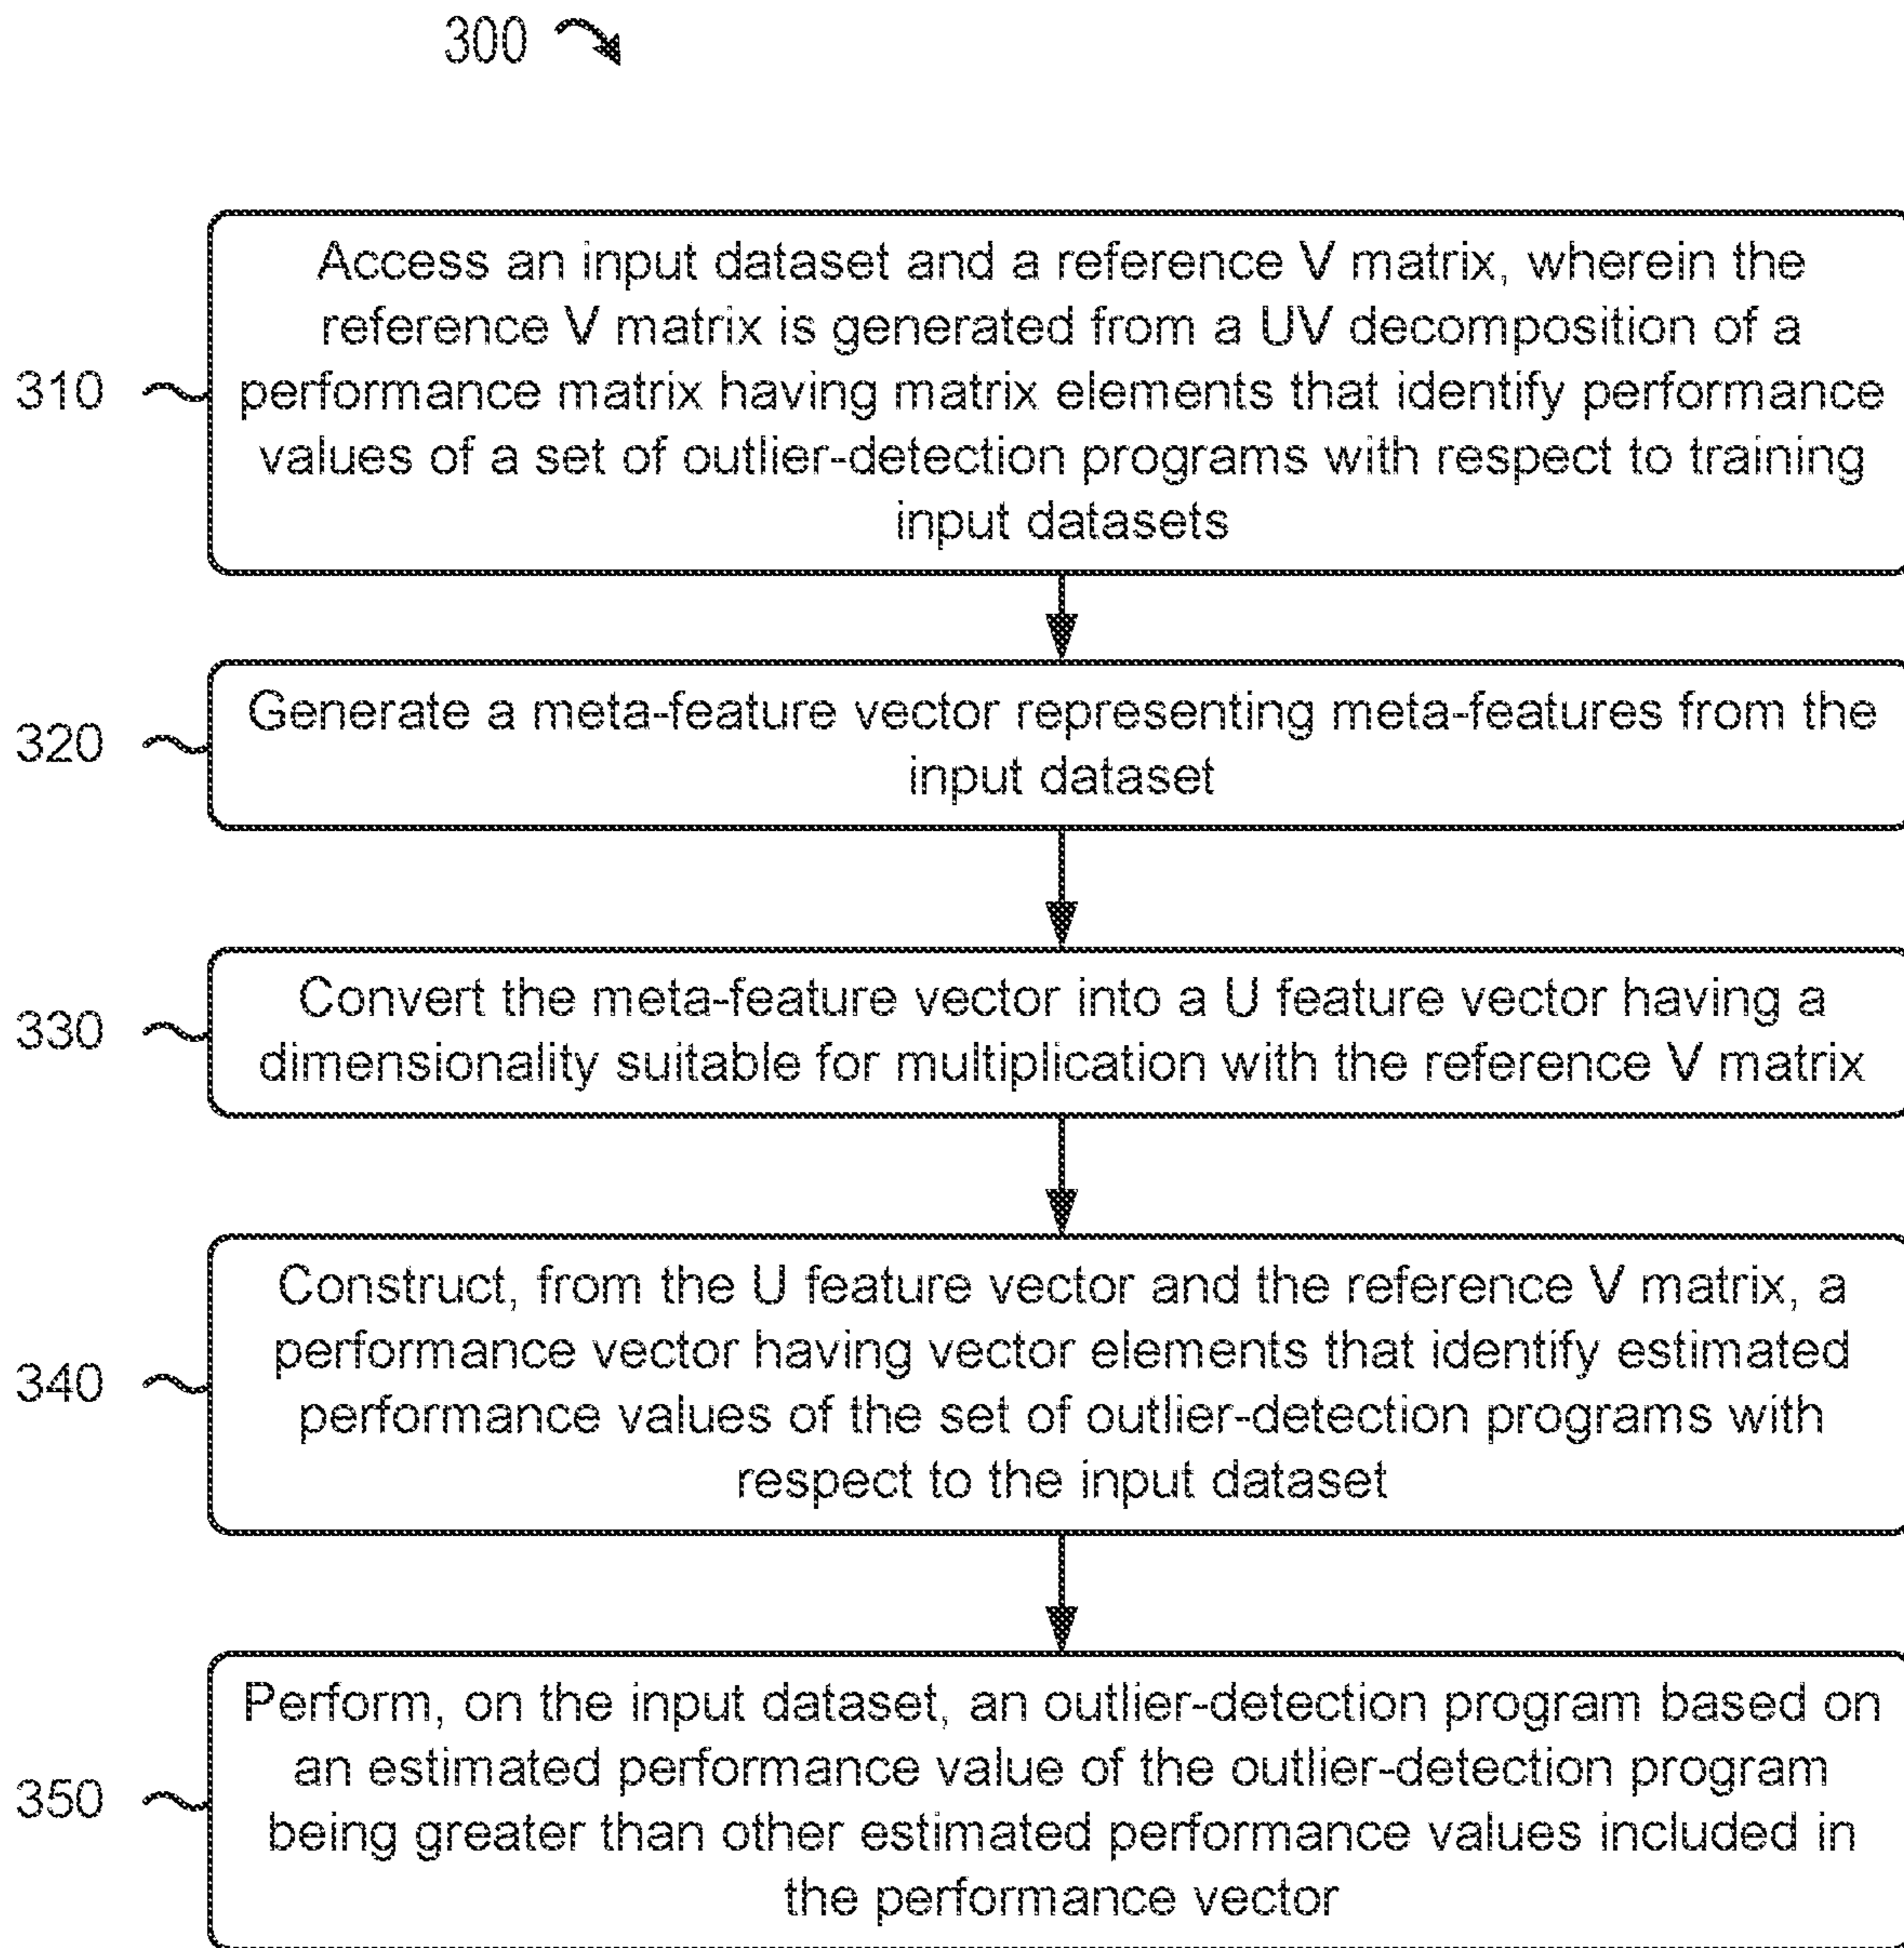 300
310
Access an input dataset and a reference V matrix, wherein the
reference V matrix is generated from a UV decomposition of a
performance matrix having matrix elements that identify performance
values of a set of outlier-detection programs with respect to training
input datasets
320
Generate a meta-feature vector representing meta-features from the
input dataset
330
Convert the meta-feature vector into a U feature vector having a
dimensionality suitable for multiplication with the reference V matrix
340
Construct, from the U feature vector and the reference V matrix, a
performance vector having vector elements that identify estimated
performance values of the set of outlier-detection programs with
respect to the input dataset
350
Perform, on the input dataset, an outlier-detection program based on
an estimated performance value of the outlier-detection program
being greater than other estimated performance values included in
the performance vector